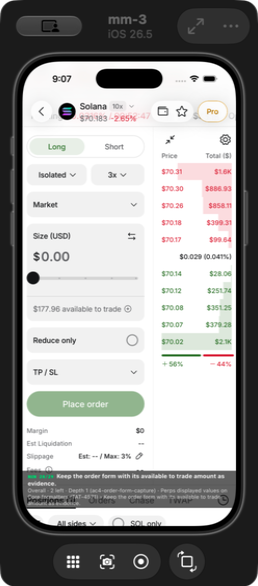 mm-3
iOS 26.5
9:07
Solana 10x
$70.183 -2.65%
Pro
Long Short
Isolated 3x
Market
Size (USD)
$0.00
$177.96 available to trade
Reduce only
TP / SL
Place order
Margin $0
Est Liquidation --
Slippage Est: -- / Max: 3%
Fees
Price Total ($)
$70.31 $1.6K
$70.30 $886.93
$70.26 $858.11
$70.18 $399.31
$70.17 $99.64
$0.029 (0.041%)
$70.14 $28.06
$70.12 $251.74
$70.08 $351.25
$70.07 $379.28
$70.02 $2.1K
+ 56% − 44%
Keep the order form with its available to trade amount as
evidence.
All sides SOL only